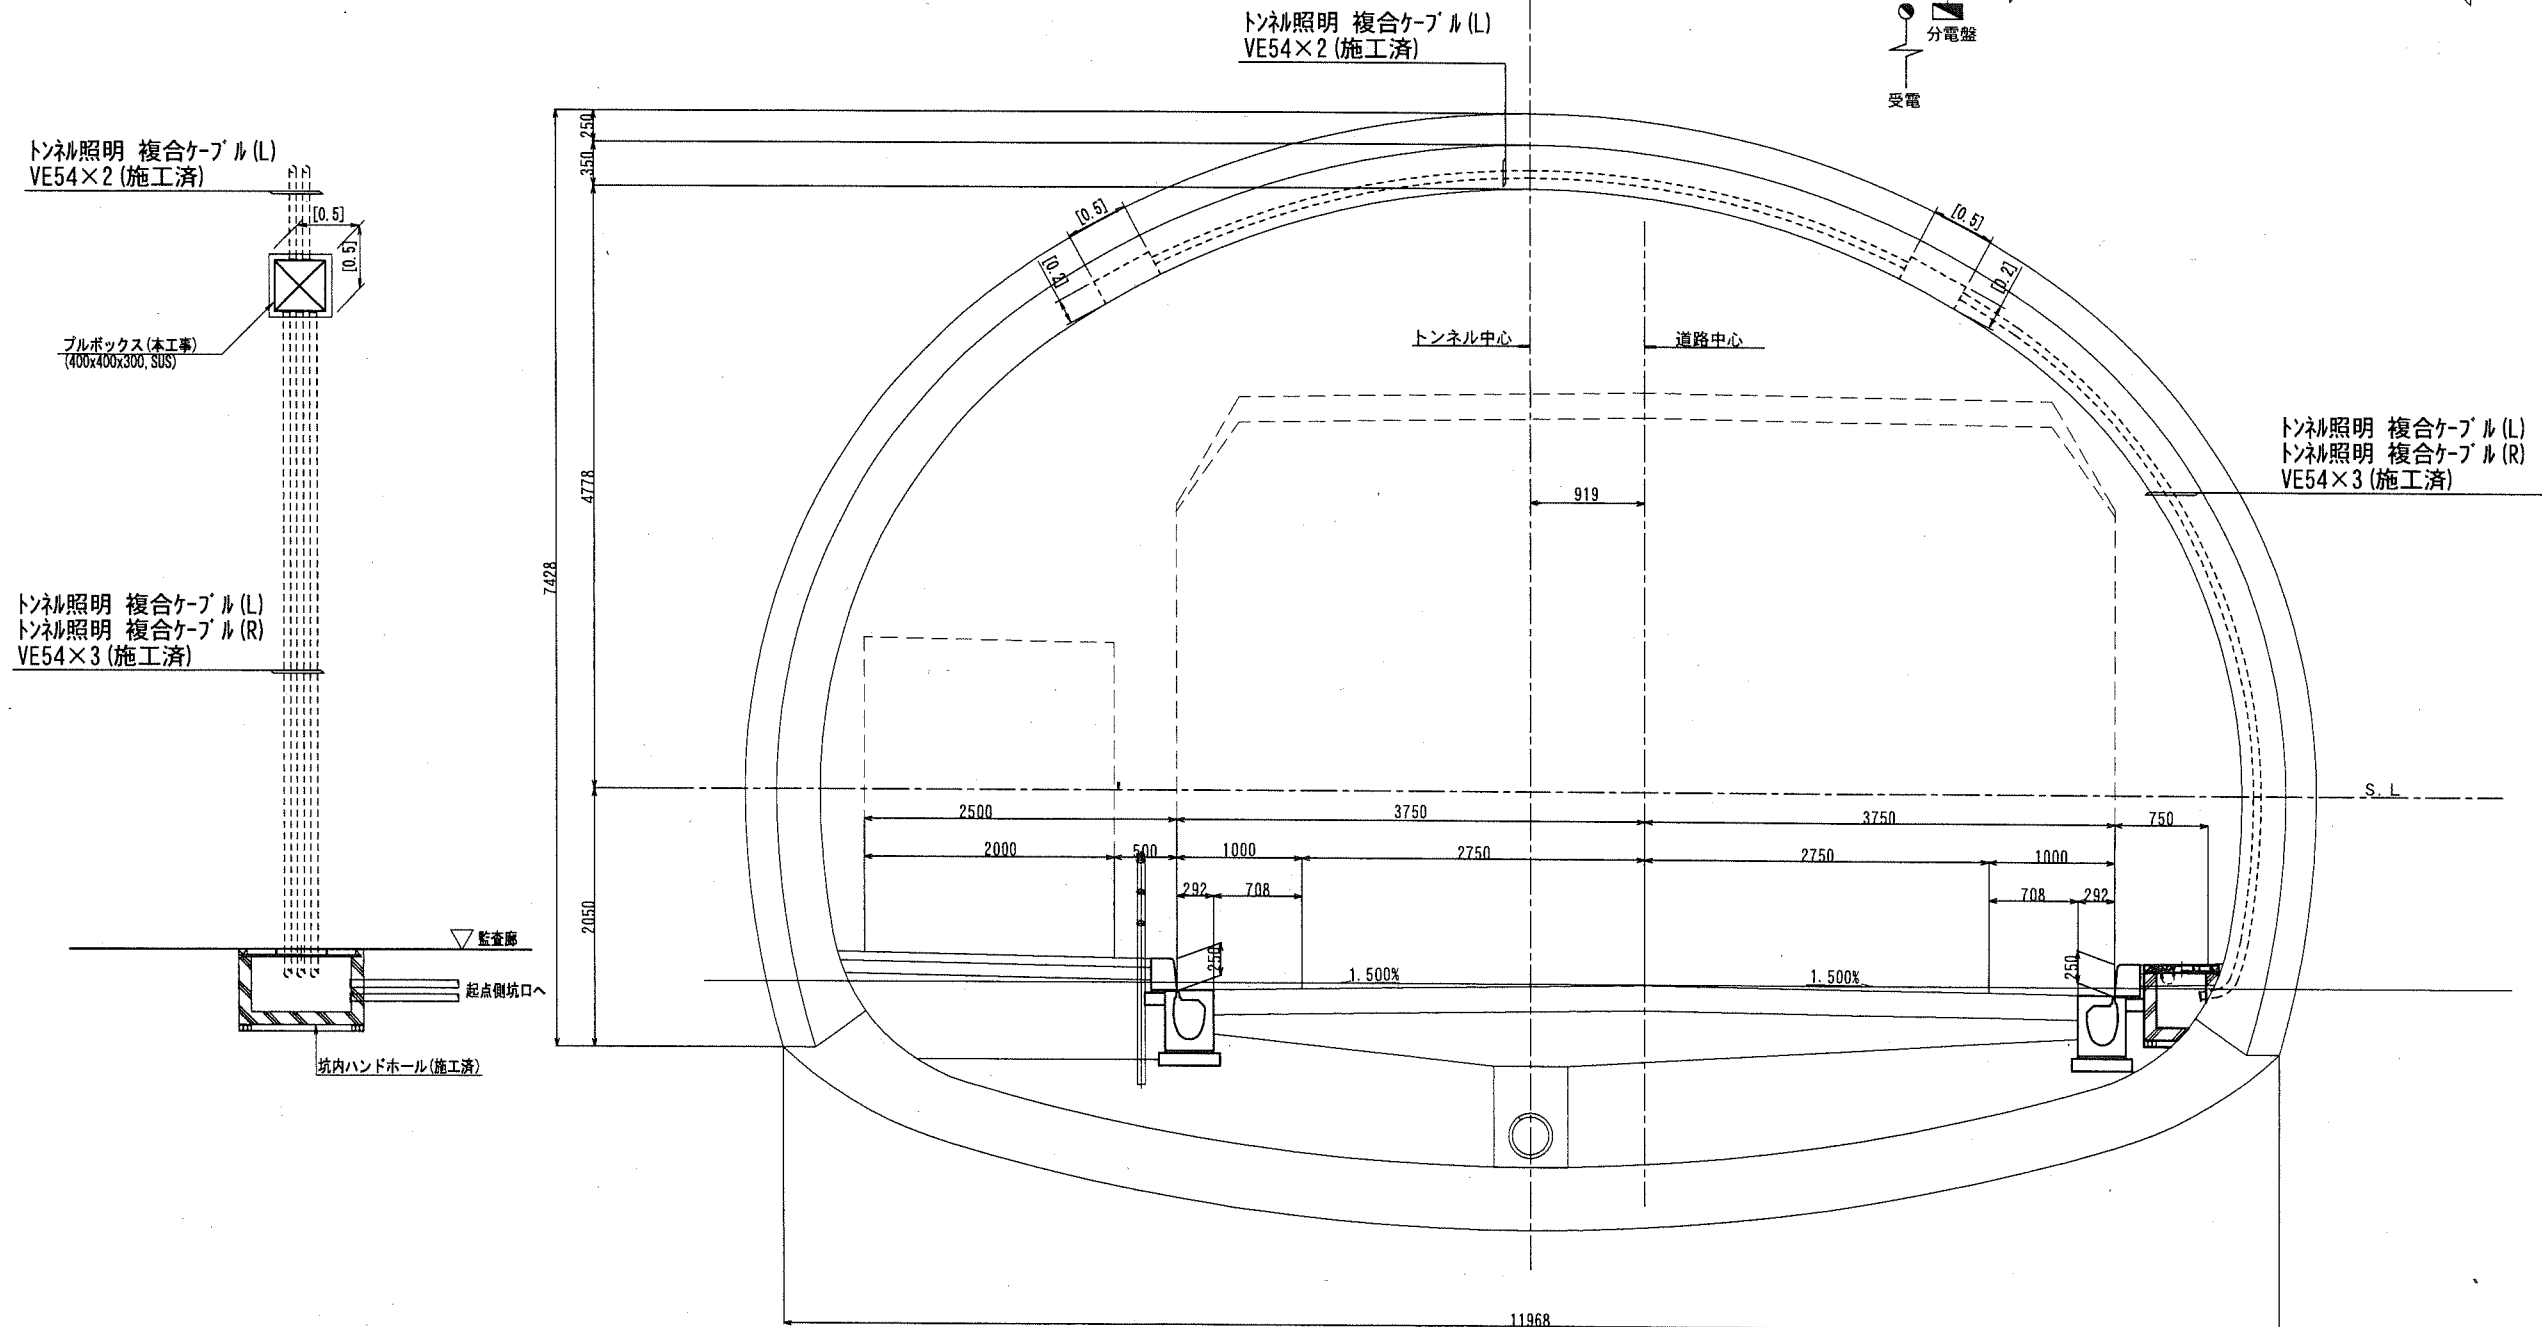 トンネル照明 複合ケーブル(L)
VE54×2(施工済)
分電盤
受電
トンネル照明 複合ケーブル(L)
VE54×2(施工済)
[0.5]
[0.5]
プルボックス(本工事)
(400x400x300,SUS)
トンネル照明 複合ケーブル(L)
トンネル照明 複合ケーブル(R)
VE54×3(施工済)
監査廊
起点側坑口へ
坑内ハンドホール(施工済)
250
350
4778
7428
2050
[0.5]
[0.2]
[0.5]
[0.2]
トンネル中心
道路中心
919
トンネル照明 複合ケーブル(L)
トンネル照明 複合ケーブル(R)
VE54×3(施工済)
S.L
2500
3750
3750
750
2000
500
1000
2750
2750
1000
292
708
708
292
250
1.500%
1.500%
250
11968